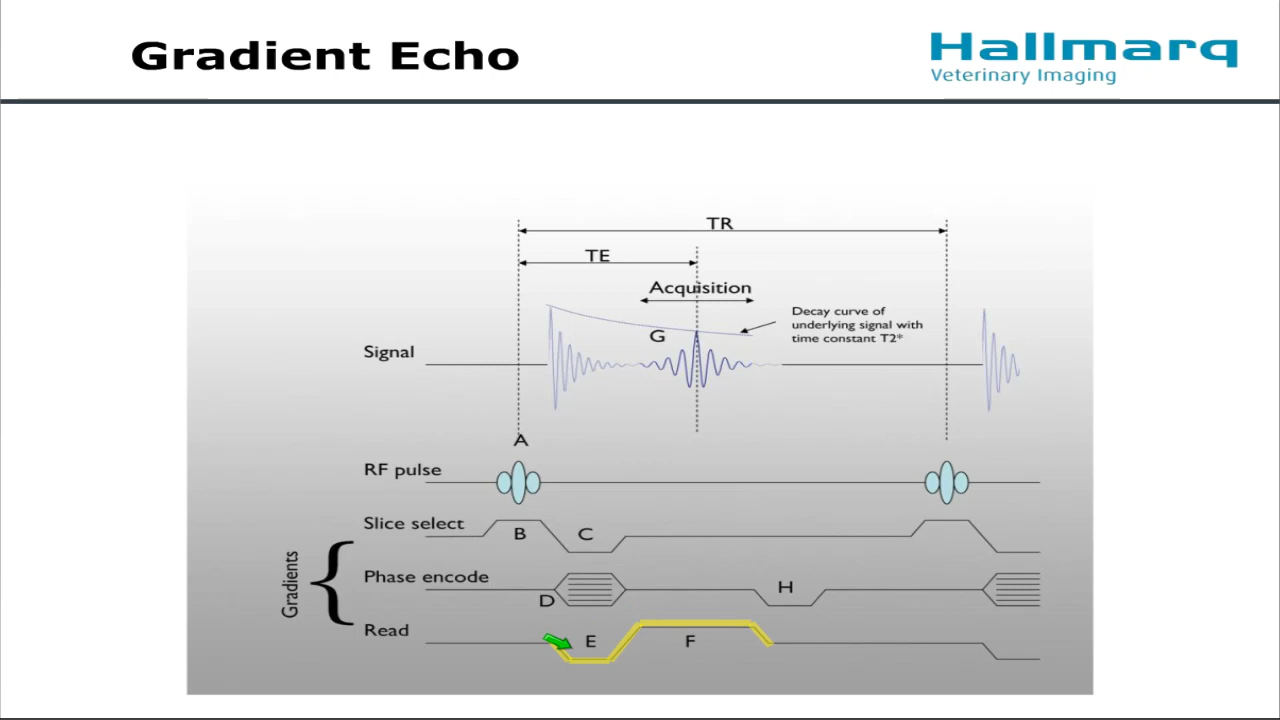 Gradient Echo
Hallmarq
Veterinary Imaging
TR
TE
Acquisition
Decay curve of
underlying signal with
time constant T2*
G
Signal
A
RF pulse
Slice select
B
C
Gradients
{
Phase encode
D
H
Read
E
F